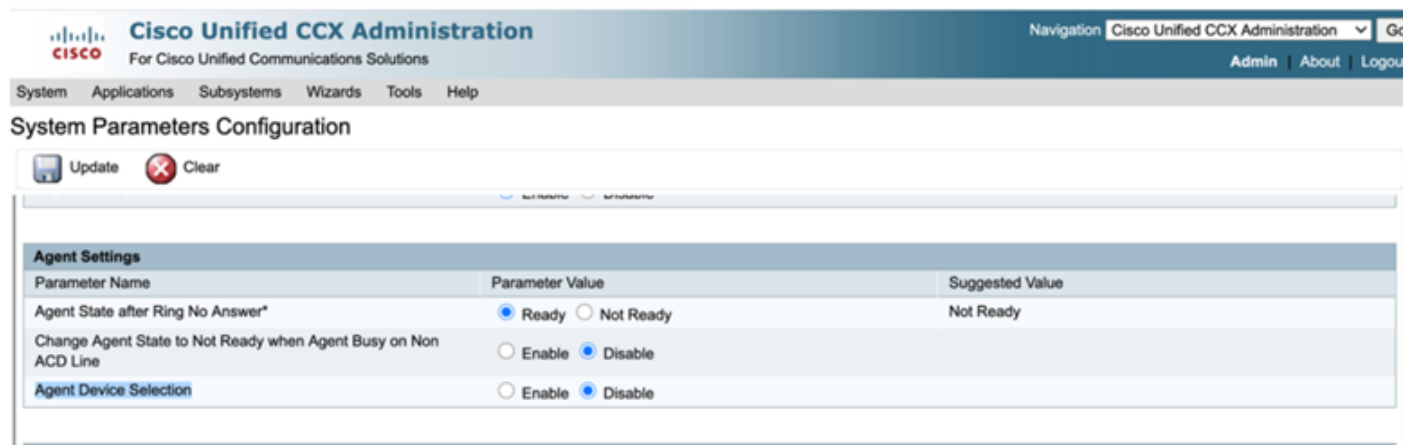 Cisco Unified CCX Administration
Navigation Cisco Unified CCX Administration Go
CISCO For Cisco Unified Communications Solutions
Admin | About | Logou
System Applications Subsystems Wizards Tools Help
System Parameters Configuration
Update Clear
Agent Settings
Parameter Name Parameter Value Suggested Value
Agent State after Ring No Answer* Ready Not Ready Not Ready
Change Agent State to Not Ready when Agent Busy on Non
ACD Line Enable Disable
Agent Device Selection Enable Disable